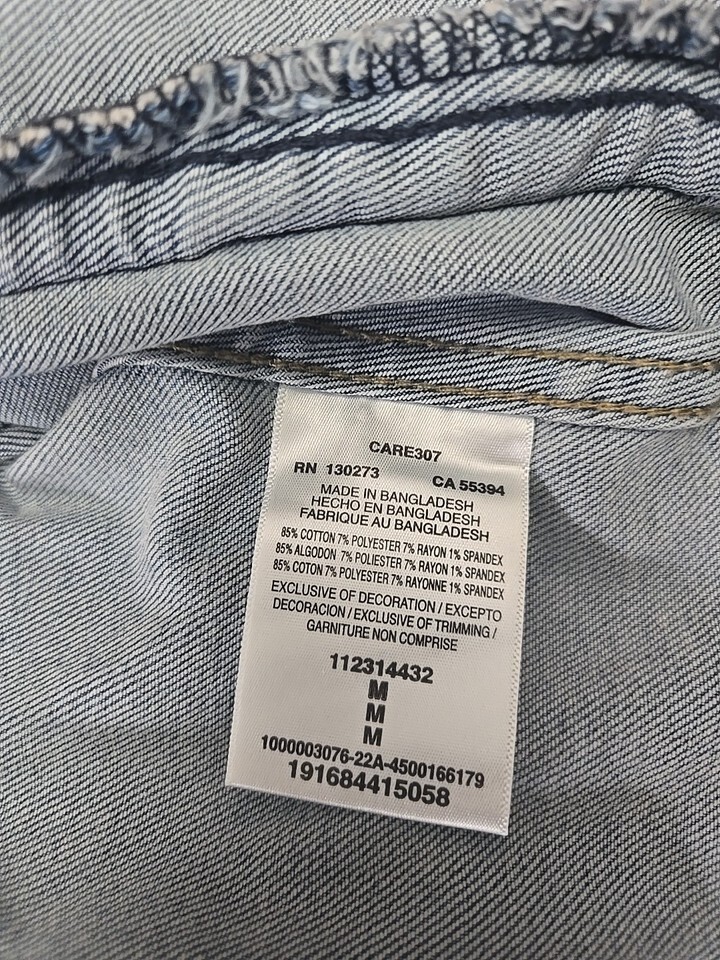 CARE307
RN 130273 CA 55394
MADE IN BANGLADESH
HECHO EN BANGLADESH
FABRIQUE AU BANGLADESH
85% COTTON 7% POLYESTER 7% RAYON 1% SPANDEX
85% ALGODON 7% POLIESTER 7% RAYON 1% SPANDEX
85% COTON 7% POLYESTER 7% RAYONNE 1% SPANDEX
EXCLUSIVE OF DECORATION / EXCEPTO
DECORACION / EXCLUSIVE OF TRIMMING /
GARNITURE NON COMPRISE
112314432
M
M
M
1000003076-22A-4500166179
191684415058